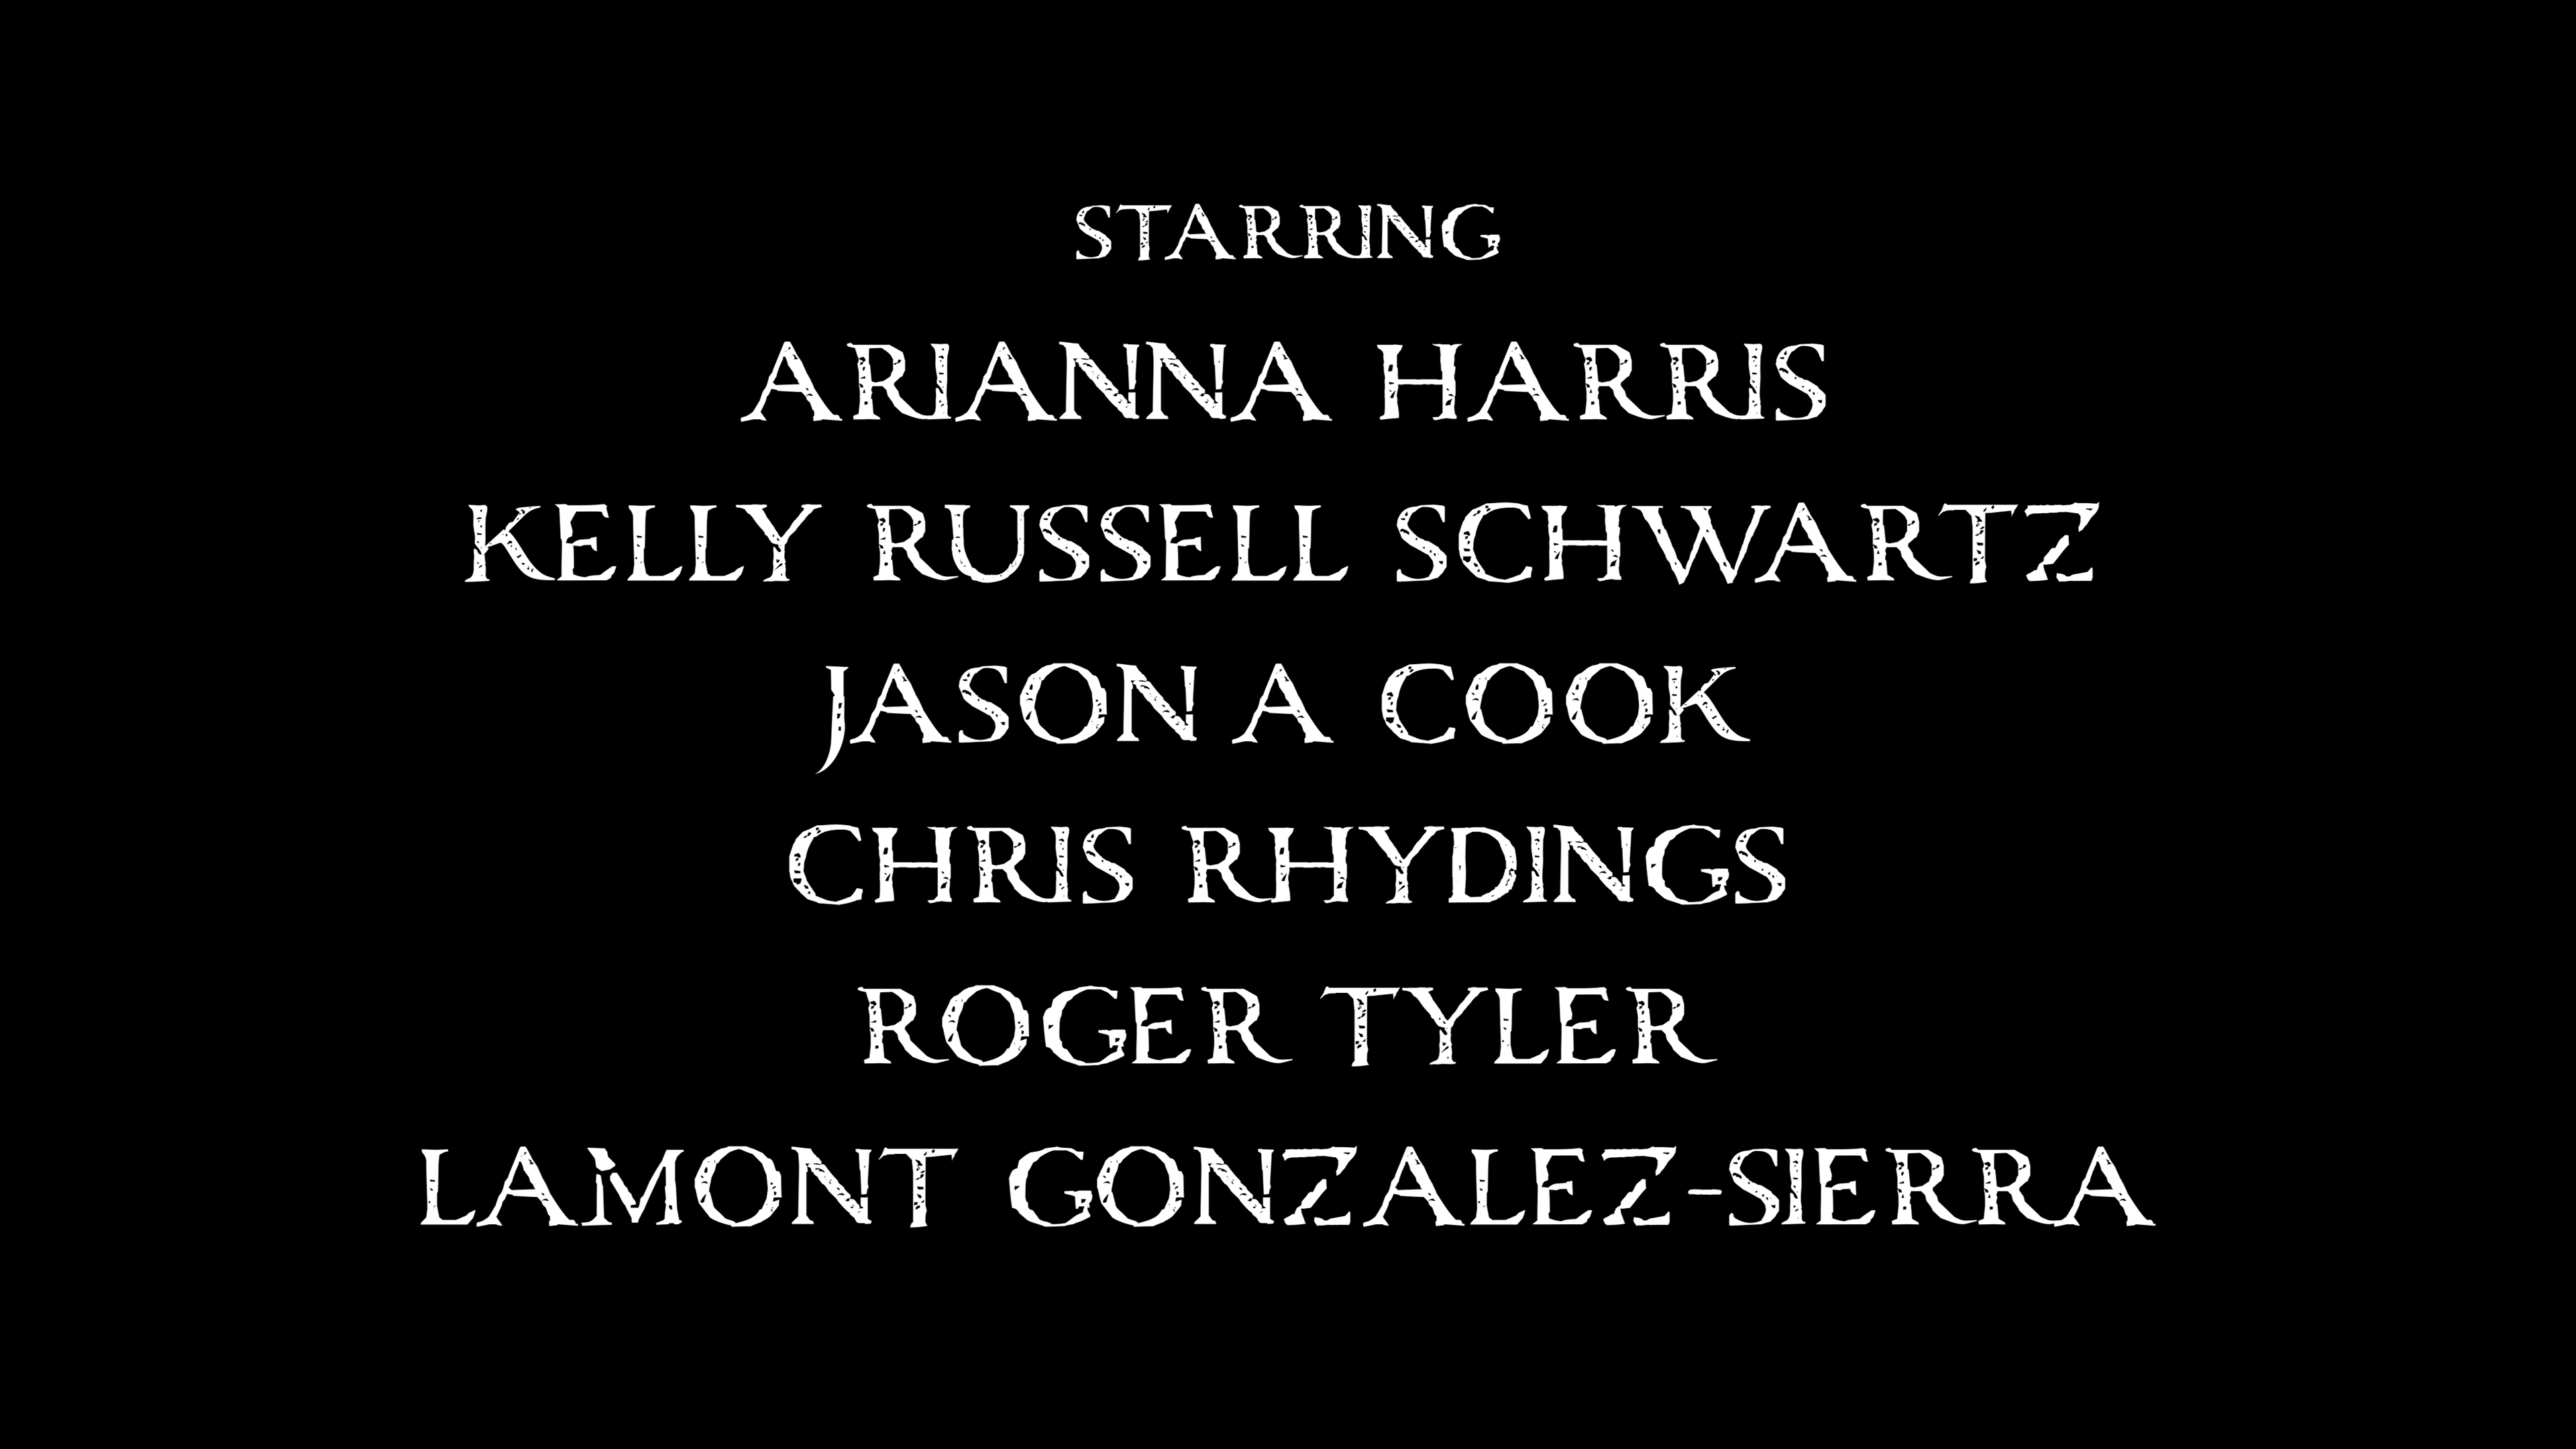 STARRING
ARIANNA HARRIS
KELLY RUSSELL SCHWARTZ
JASON A COOK
CHRIS RHYDINGS
ROGER TYLER
LAMONT GONZALEZ-SIERRA